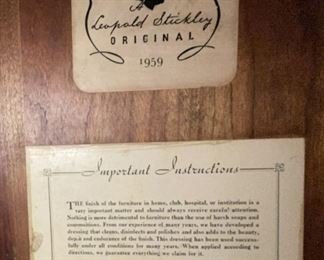 A
Leopold Stickley
ORIGINAL
1959
Important Instructions
THE finish of the furniture in home, club, hospital, or institution is a
very important matter and should always receive careful attention.
Nothing is more detrimental to furniture than the use of harsh soaps and
compositions. From our experience of many years, we have developed a
dressing that cleans, disinfects and polishes and also adds to the beauty,
depth and endurance of the finish. This dressing has been used success-
fully under all conditions for many years. When applied according to
directions, we guarantee everything we claim for it.